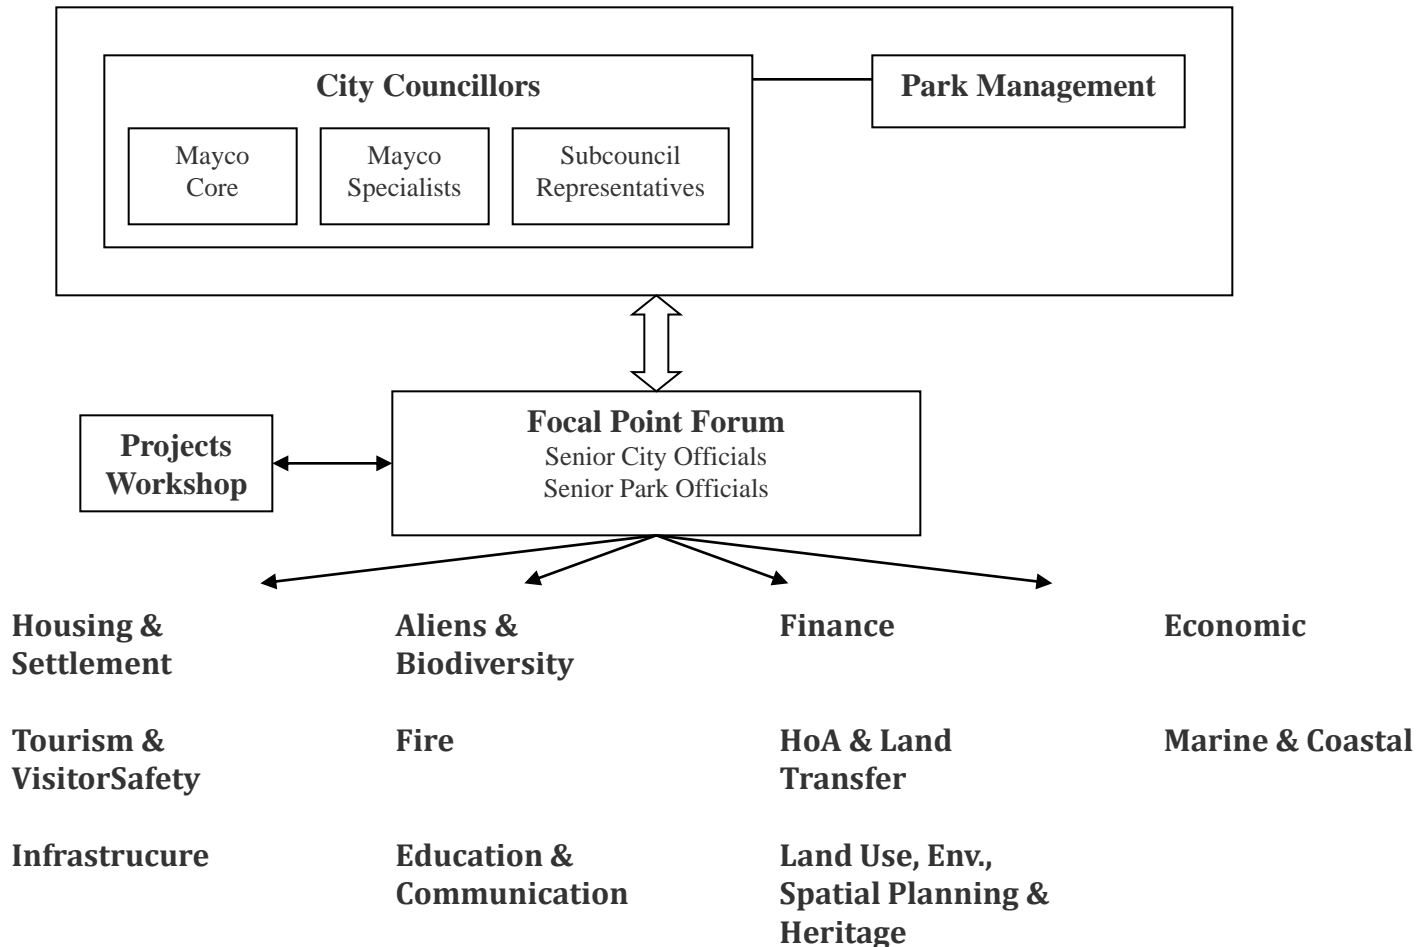 City Councillors
Park Management
Mayco
Core
Mayco
Specialists
Subcouncil
Representatives
Projects
Workshop
Focal Point Forum
Senior City Officials
Senior Park Officials
Housing &
Settlement
Aliens &
Biodiversity
Finance
Economic
Tourism &
VisitorSafety
Fire
HoA & Land
Transfer
Marine & Coastal
Infrastrucure
Education &
Communication
Land Use, Env.,
Spatial Planning &
Heritage